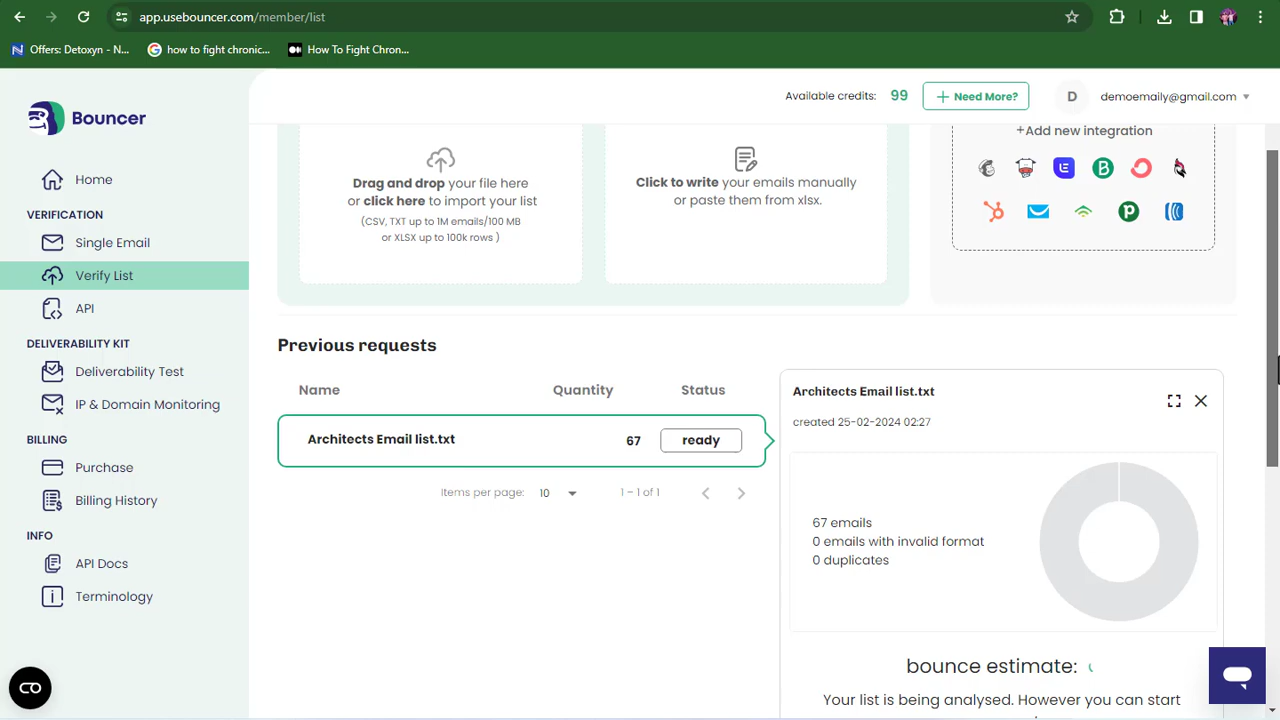 app.usebouncer.com/member/list
Offers: Detoxyn - N...
how to fight chronic...
How To Fight Chron...
Bouncer
Available credits: 99
Need More?
D
demoemaily@gmail.com
Home
VERIFICATION
Single Email
Verify List
API
DELIVERABILITY KIT
Deliverability Test
IP & Domain Monitoring
BILLING
Purchase
Billing History
INFO
API Docs
Terminology
Drag and drop your file here
or click here to import your list
(CSV, TXT up to 1M emails/100 MB
or XLSX up to 100k rows )
Click to write your emails manually
or paste them from xlsx.
+Add new integration
Previous requests
Name Quantity Status
Architects Email list.txt 67 ready
Items per page: 10 1 – 1 of 1
Architects Email list.txt
created 25-02-2024 02:27
67 emails
0 emails with invalid format
0 duplicates
bounce estimate:
Your list is being analysed. However you can start